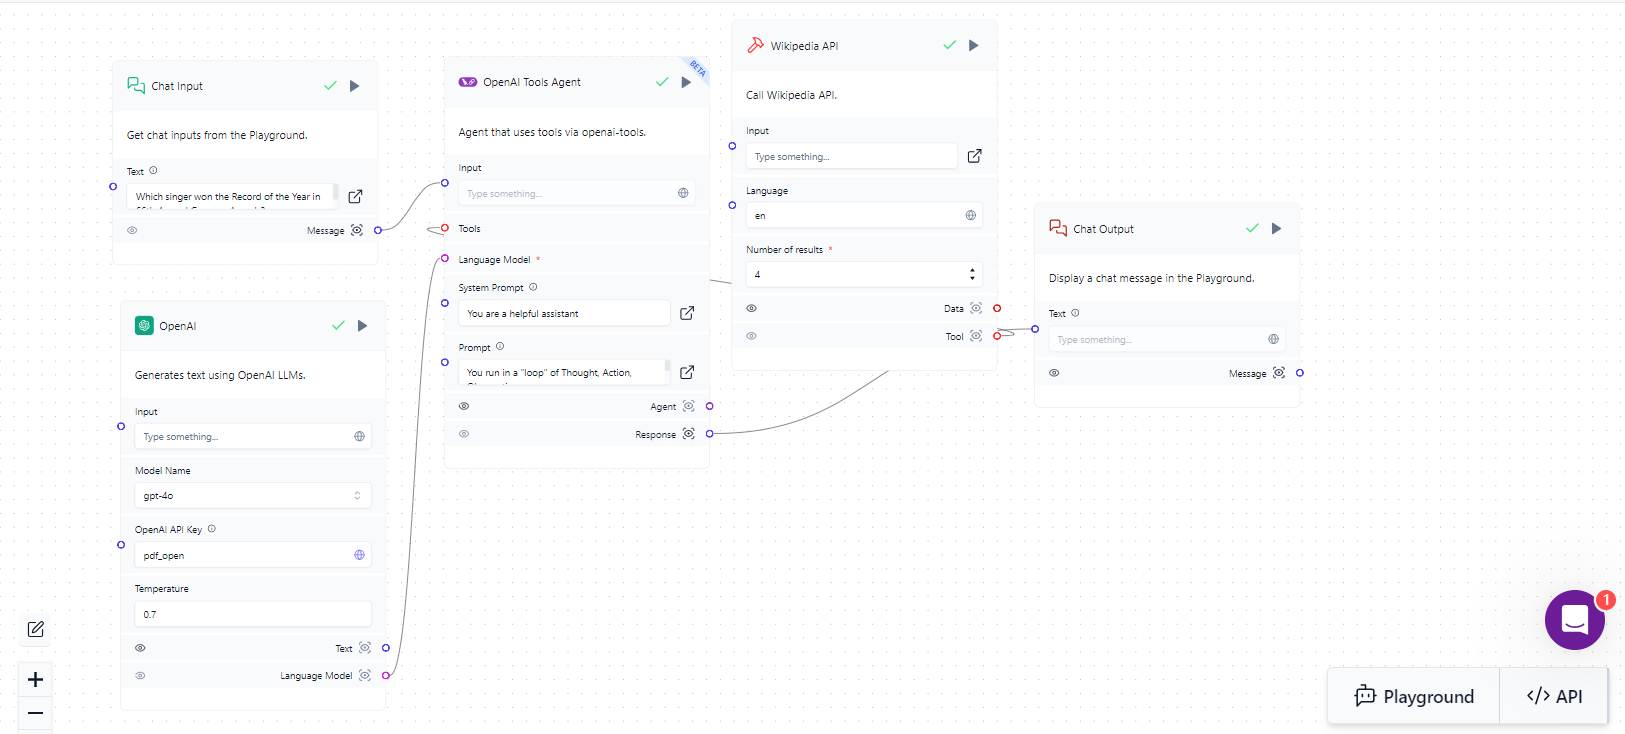 Chat Input
Get chat inputs from the Playground.
Text
Which singer won the Record of the Year in
Message
OpenAI
Generates text using OpenAI LLMs.
Input
Type something...
Model Name
gpt-4o
OpenAI API Key
pdf_open
Temperature
0.7
Text
Language Model
BETA
OpenAI Tools Agent
Agent that uses tools via openai-tools.
Input
Type something...
Tools
Language Model *
System Prompt
You are a helpful assistant
Prompt
You run in a "loop" of Thought, Action,
Agent
Response
Wikipedia API
Call Wikipedia API.
Input
Type something...
Language
en
Number of results *
4
Data
Tool
Chat Output
Display a chat message in the Playground.
Text
Type something...
Message
1
Playground
</> API